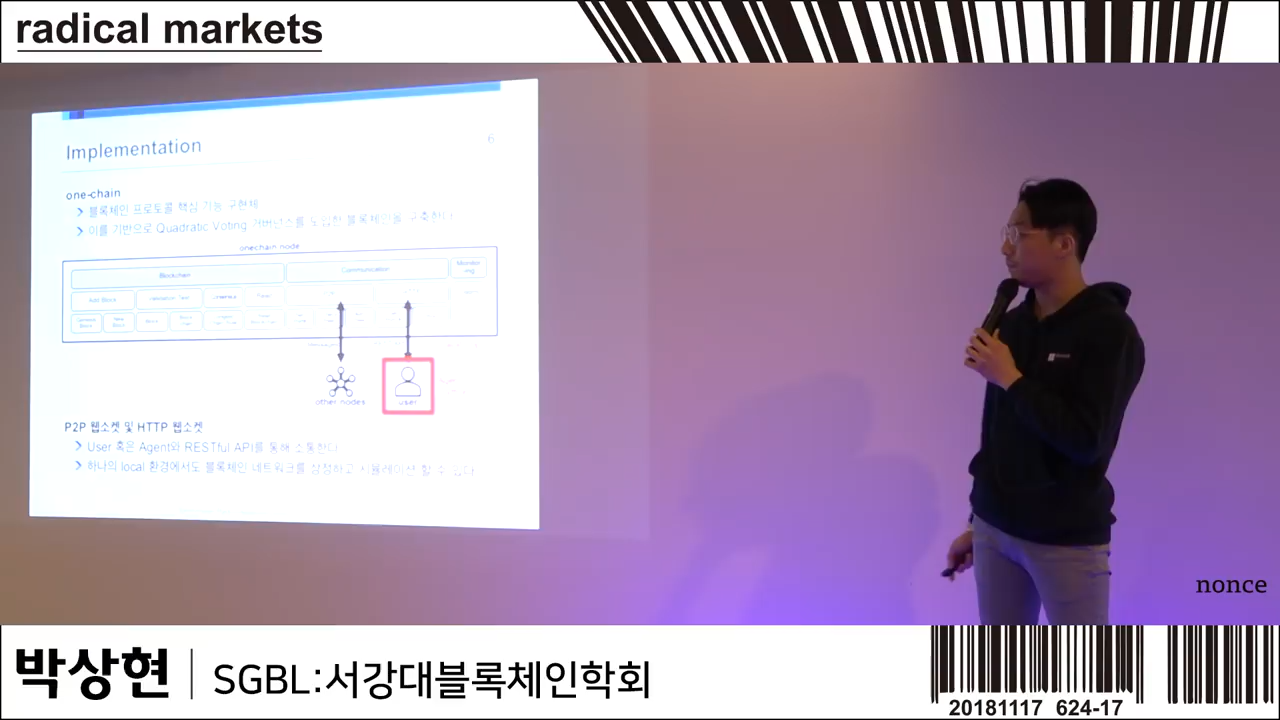 radical markets
Implementation
6
one-chain
블록체인 프로토콜 핵심 기능 구현체
이를 기반으로 Quadratic Voting 거버넌스를 도입한 블록체인을 구축한다
onechain node
Blockchain
Communication
Monitor
-ing
Add Block
Validation Test
other nodes
user
P2P 웹소켓 및 HTTP 웹소켓
User 혹은 Agent와 RESTful API를 통해 소통한다
하나의 local 환경에서도 블록체인 네트워크를 상정하고 시뮬레이션 할 수 있다
nonce
박상현
SGBL:서강대블록체인학회
20181117 624-17